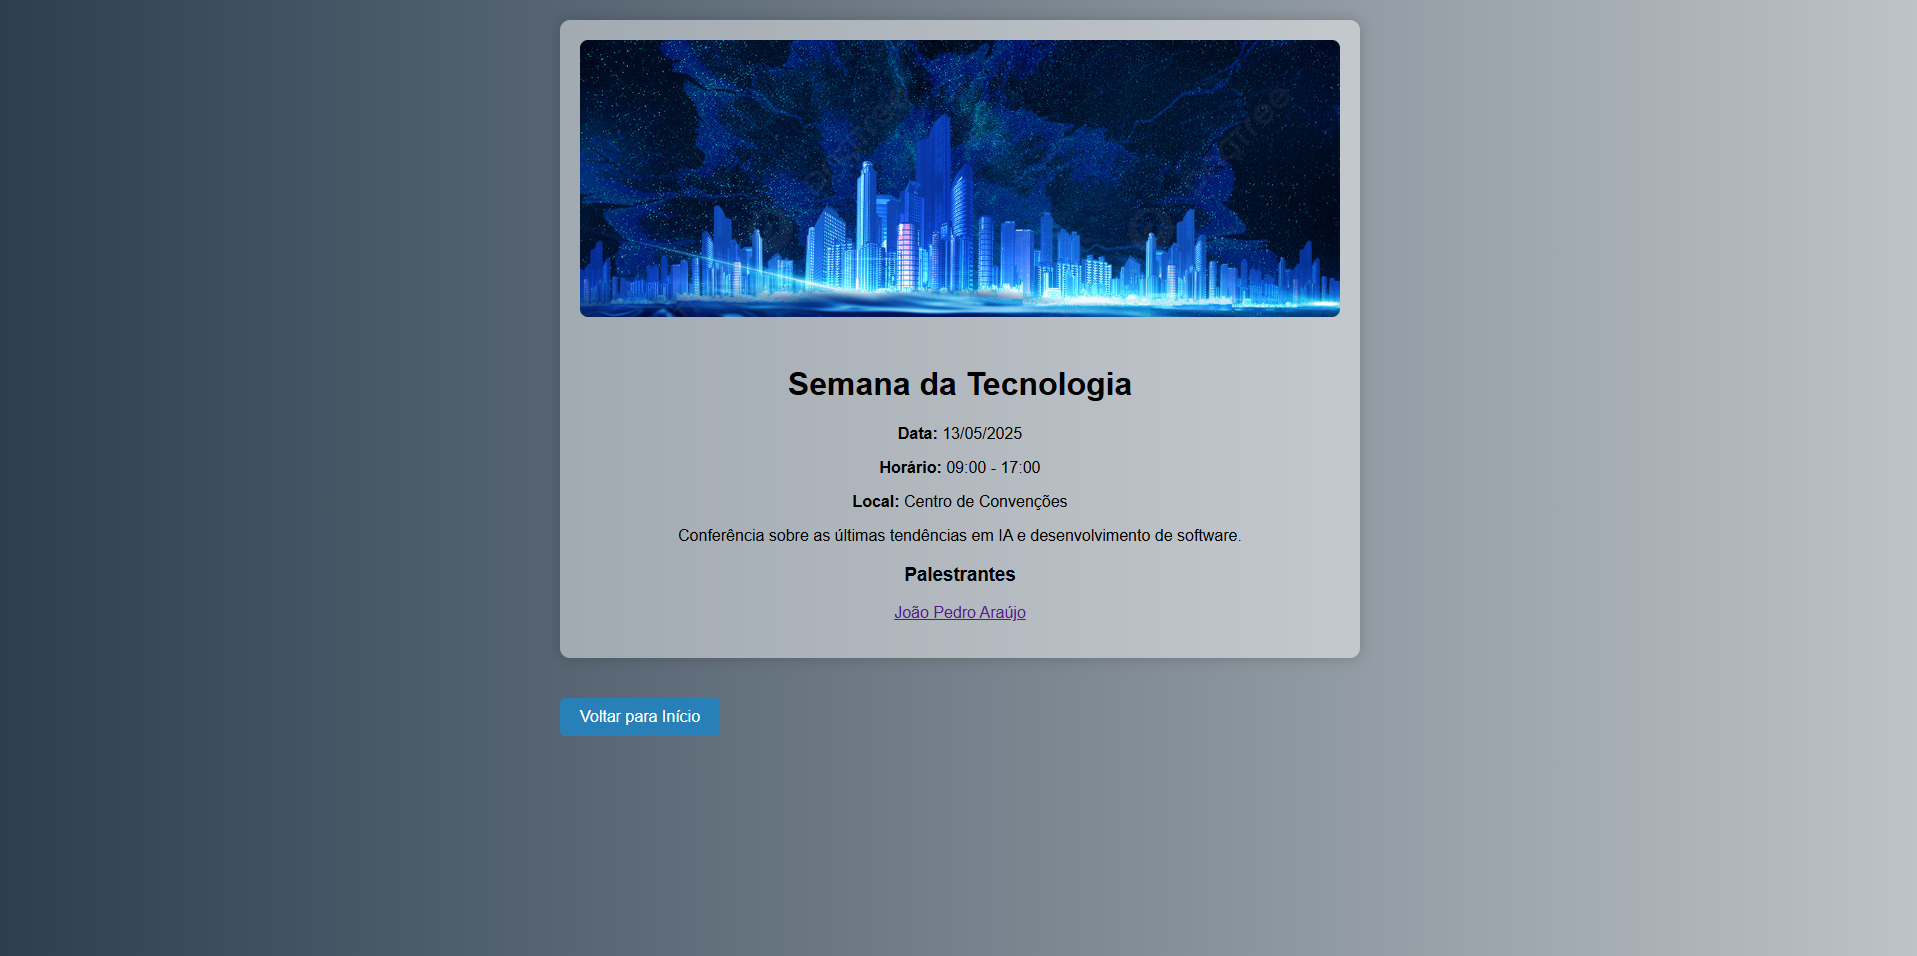 Semana da Tecnologia
Data: 13/05/2025
Horário: 09:00 - 17:00
Local: Centro de Convenções
Conferência sobre as últimas tendências em IA e desenvolvimento de software.
Palestrantes
João Pedro Araújo
Voltar para Início